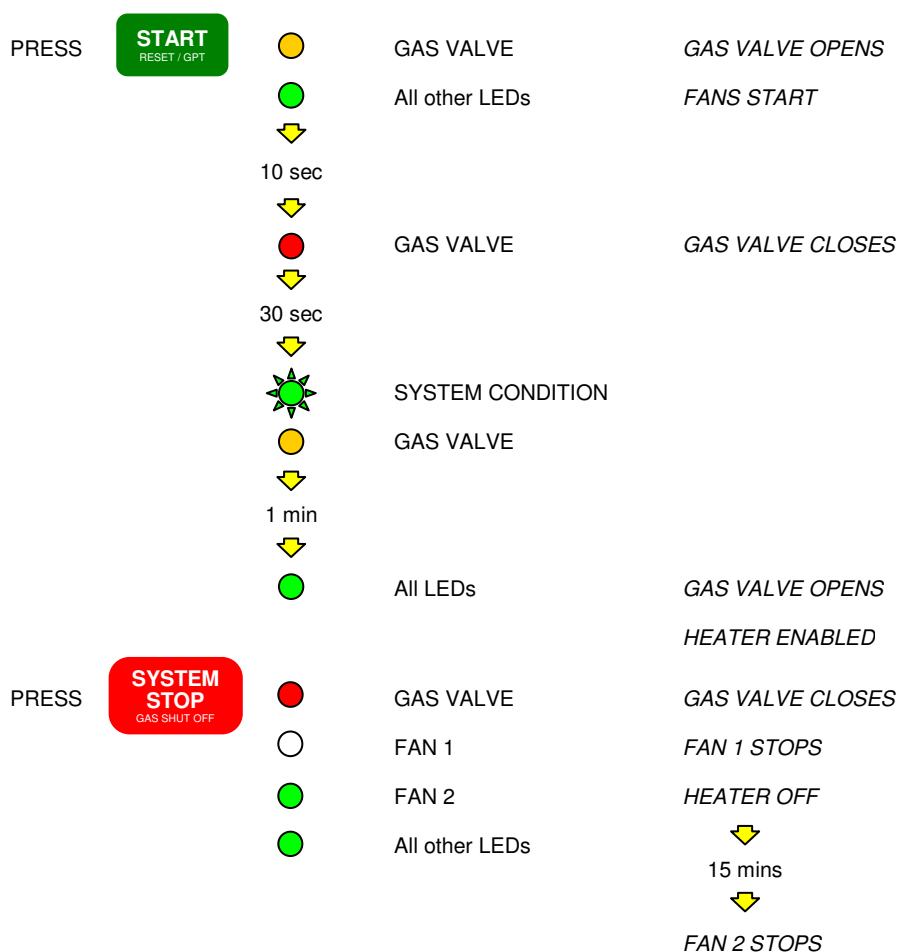 PRESS START GAS VALVE GAS VALVE OPENS
RESET / GPT
All other LEDs FANS START
10 sec
GAS VALVE GAS VALVE CLOSES
30 sec
SYSTEM CONDITION
GAS VALVE
1 min
All LEDs GAS VALVE OPENS
HEATER ENABLED
PRESS SYSTEM STOP GAS VALVE GAS VALVE CLOSES
GAS SHUT OFF
FAN 1 FAN 1 STOPS
FAN 2 HEATER OFF
All other LEDs
15 mins
FAN 2 STOPS